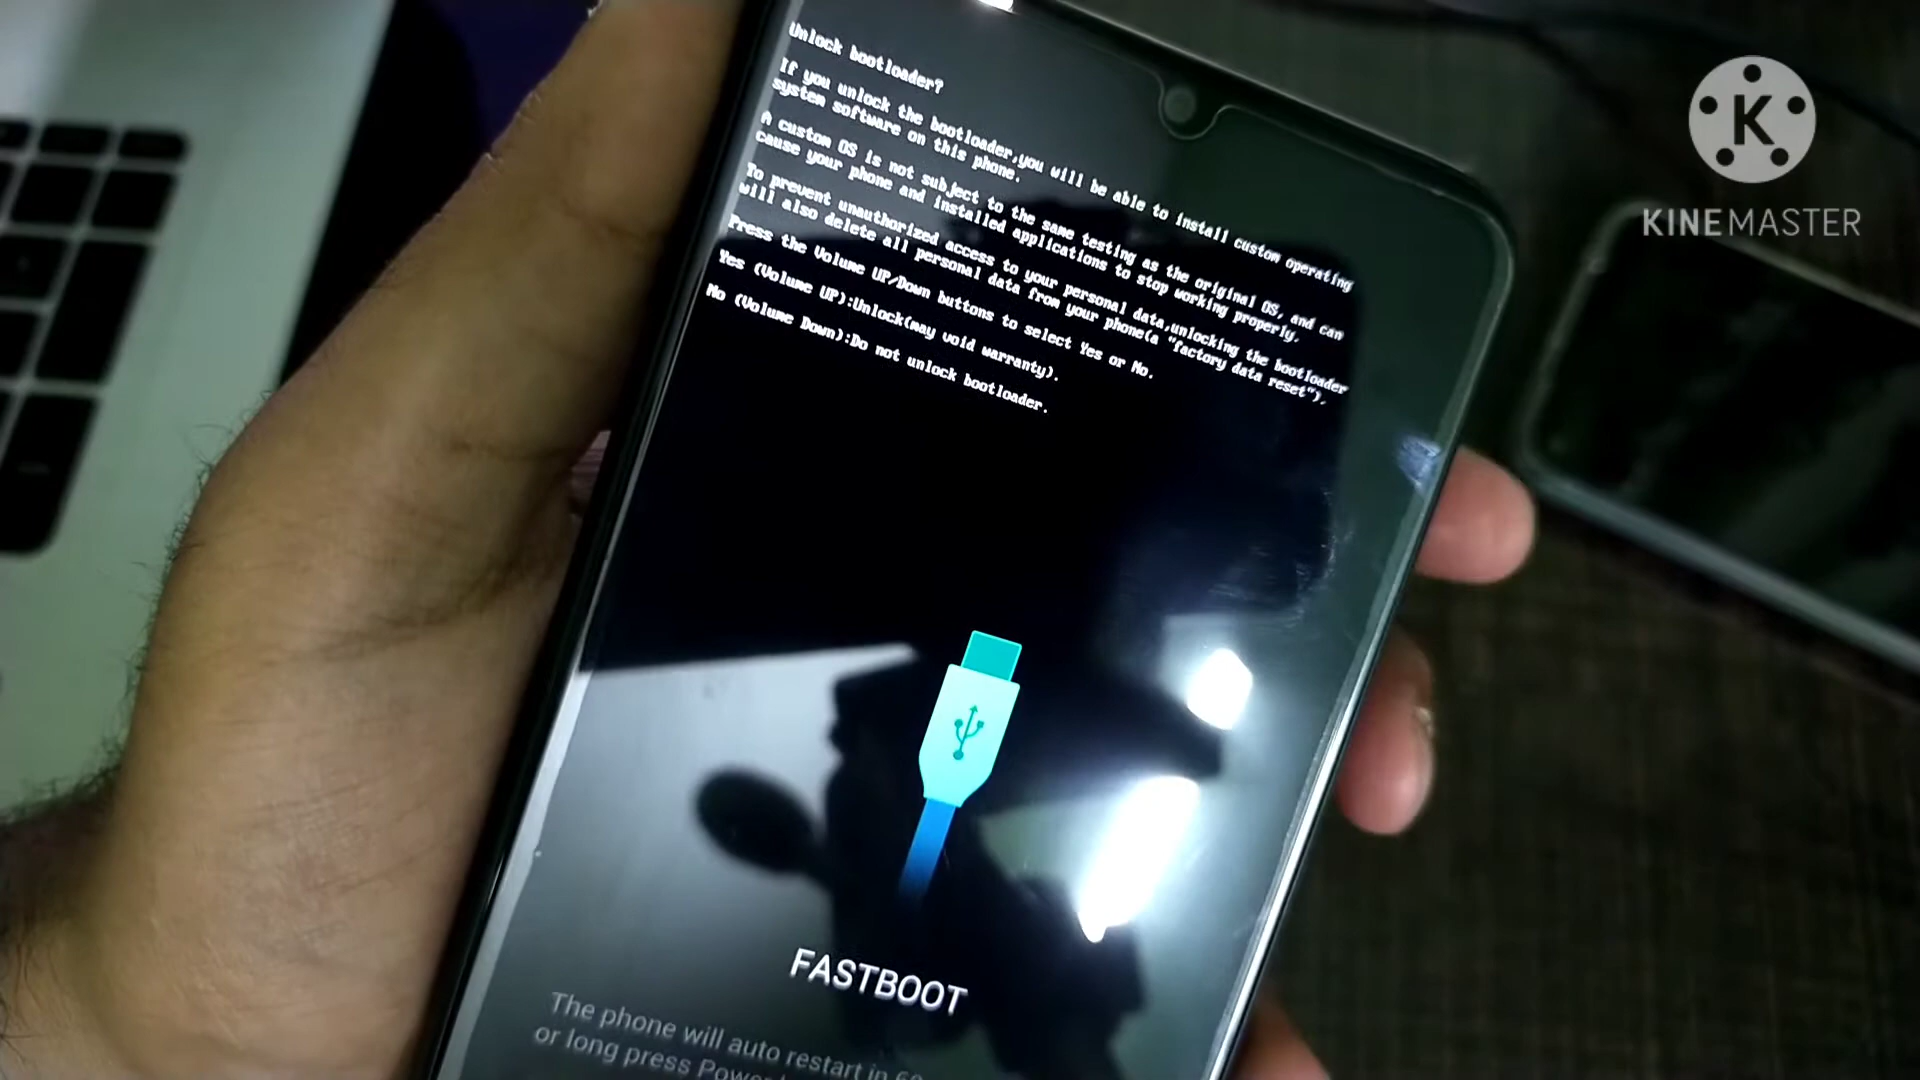 Unlock bootloader?
If you unlock the bootloader,you will be able to install custom operating
system software on this phone.
A custom OS is not subject to the same testing as the original OS, and can
cause your phone and installed applications to stop working properly.
To prevent unauthorized access to your personal data,unlocking the bootloader
will also delete all personal data from your phone(a "factory data reset").
Press the Volume UP/Down buttons to select Yes or No.
Yes (Volume UP):Unlock(may void warranty).
No (Volume Down):Do not unlock bootloader.
FASTBOOT
The phone will auto restart in
or long press Power
K
KINEMASTER